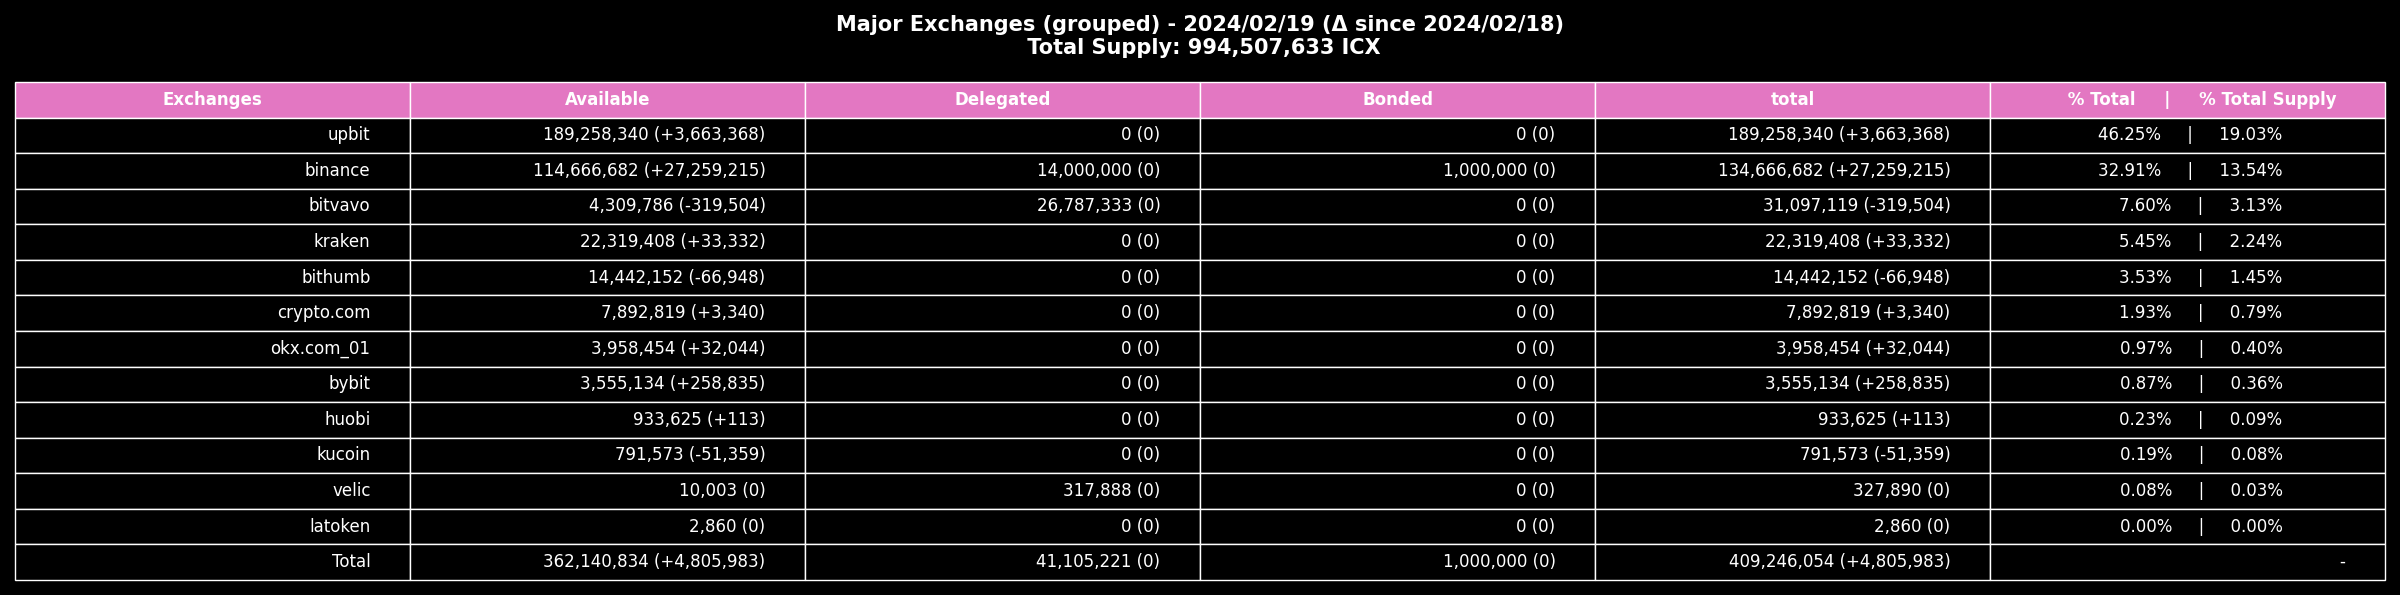 Major Exchanges (grouped) - 2024/02/19 (Δ since 2024/02/18)
Total Supply: 994,507,633 ICX
Exchanges Available Delegated Bonded total % Total | % Total Supply
upbit 189,258,340 (+3,663,368) 0 (0) 0 (0) 189,258,340 (+3,663,368) 46.25% | 19.03%
binance 114,666,682 (+27,259,215) 14,000,000 (0) 1,000,000 (0) 134,666,682 (+27,259,215) 32.91% | 13.54%
bitvavo 4,309,786 (-319,504) 26,787,333 (0) 0 (0) 31,097,119 (-319,504) 7.60% | 3.13%
kraken 22,319,408 (+33,332) 0 (0) 0 (0) 22,319,408 (+33,332) 5.45% | 2.24%
bithumb 14,442,152 (-66,948) 0 (0) 0 (0) 14,442,152 (-66,948) 3.53% | 1.45%
crypto.com 7,892,819 (+3,340) 0 (0) 0 (0) 7,892,819 (+3,340) 1.93% | 0.79%
okx.com_01 3,958,454 (+32,044) 0 (0) 0 (0) 3,958,454 (+32,044) 0.97% | 0.40%
bybit 3,555,134 (+258,835) 0 (0) 0 (0) 3,555,134 (+258,835) 0.87% | 0.36%
huobi 933,625 (+113) 0 (0) 0 (0) 933,625 (+113) 0.23% | 0.09%
kucoin 791,573 (-51,359) 0 (0) 0 (0) 791,573 (-51,359) 0.19% | 0.08%
velic 10,003 (0) 317,888 (0) 0 (0) 327,890 (0) 0.08% | 0.03%
latoken 2,860 (0) 0 (0) 0 (0) 2,860 (0) 0.00% | 0.00%
Total 362,140,834 (+4,805,983) 41,105,221 (0) 1,000,000 (0) 409,246,054 (+4,805,983) -